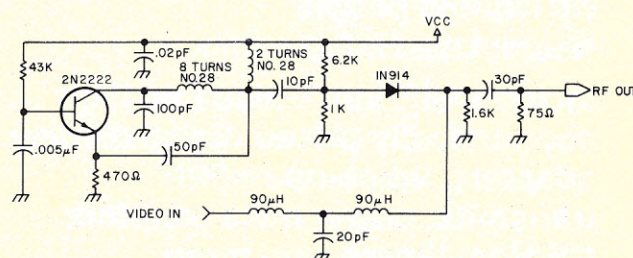 VCC
.02pF
2 TURNS
NO. 28
6.2K
43K
2N2222
8 TURNS
NO.28
10pF
1N914
30pF
RF OUT
100pF
1K
1.6K
75Ω
.005µF
50pF
470Ω
90µH
90µH
VIDEO IN
20pF